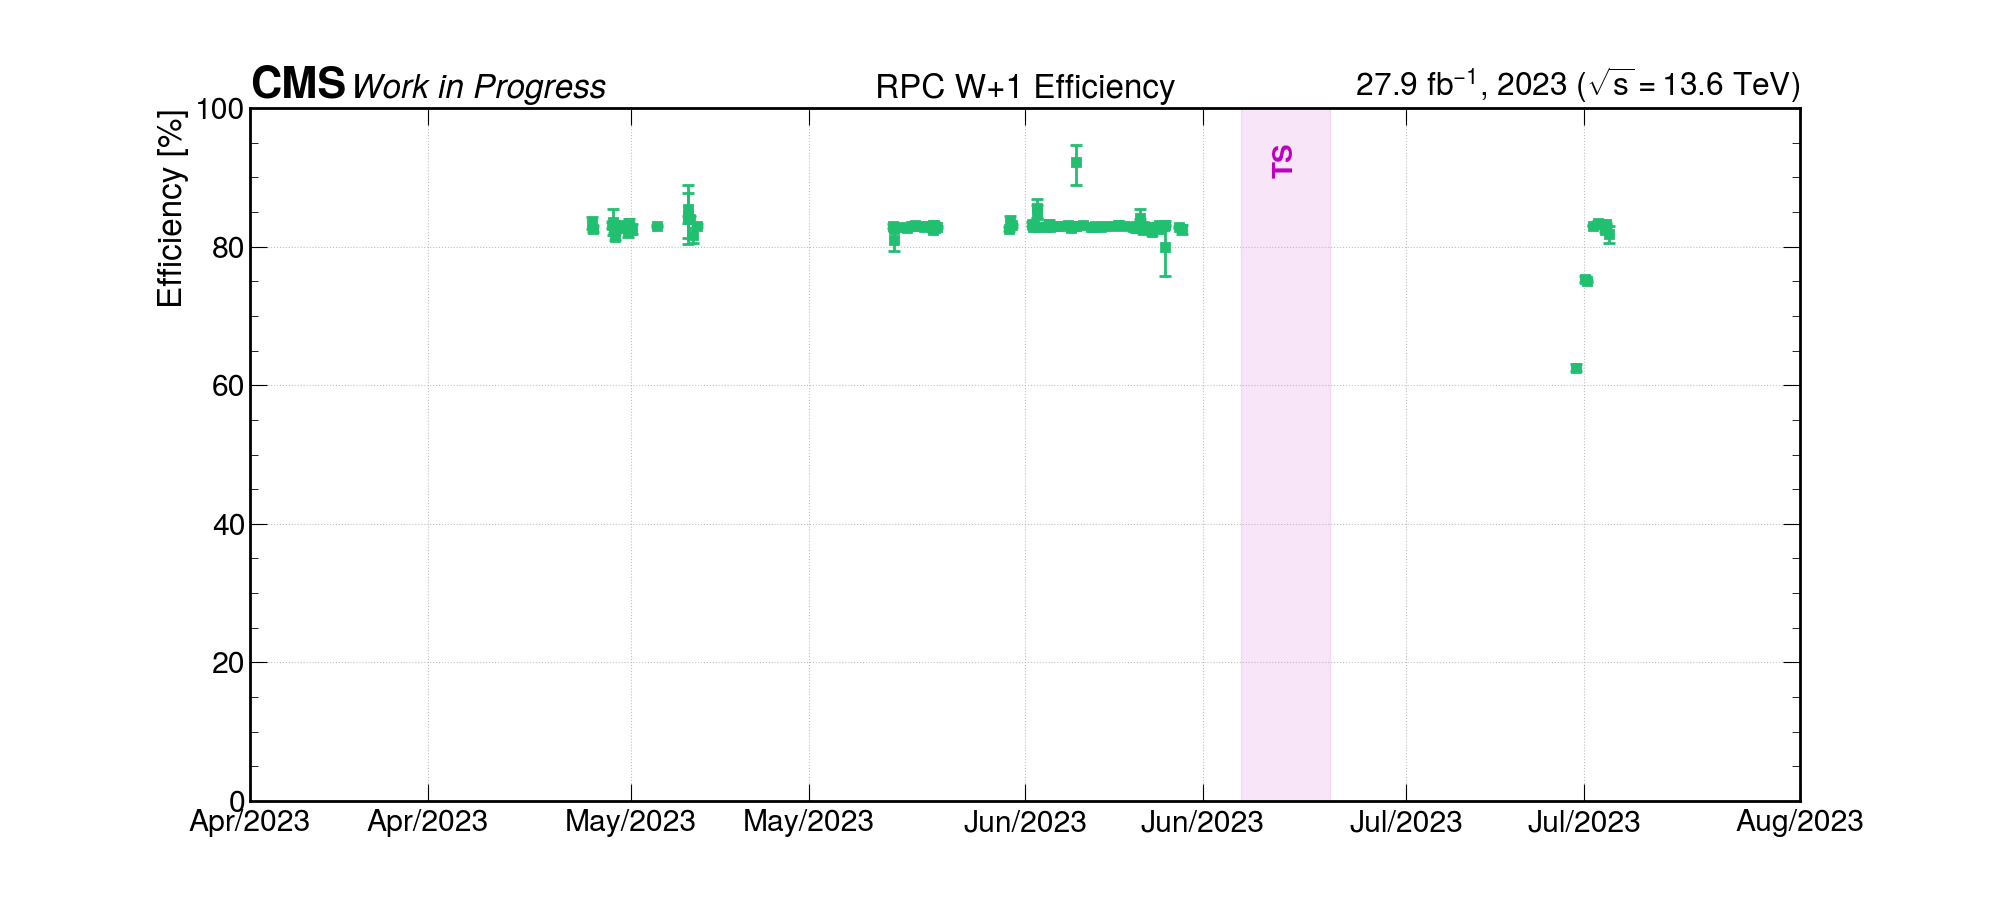 CMS Work in Progress RPC W+1 Efficiency 27.9 fb⁻¹, 2023 (√s = 13.6 TeV)
Efficiency [%]
100
80
60
40
20
0
TS
Apr/2023 Apr/2023 May/2023 May/2023 Jun/2023 Jun/2023 Jul/2023 Jul/2023 Aug/2023